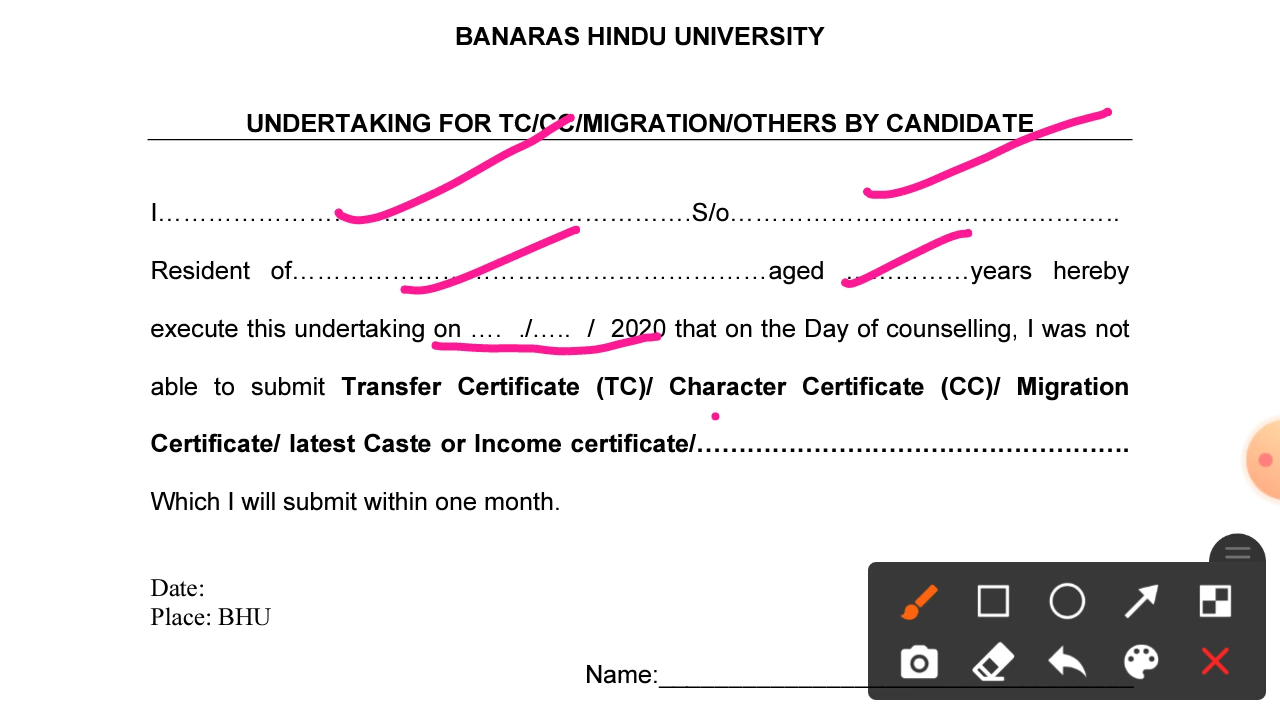 BANARAS HINDU UNIVERSITY
UNDERTAKING FOR TC/CC/MIGRATION/OTHERS BY CANDIDATE
I……………………………………………………….S/o……………………………………….
Resident of…………………………………………………aged ……………years hereby
execute this undertaking on …. ./….. / 2020 that on the Day of counselling, I was not
able to submit Transfer Certificate (TC)/ Character Certificate (CC)/ Migration
Certificate/ latest Caste or Income certificate/…………………………………………….
Which I will submit within one month.
Date:
Place: BHU
Name:__________________________________